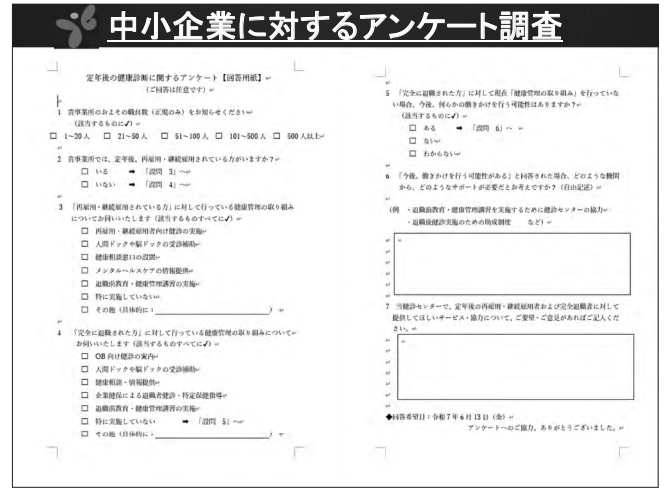 中小企業に対するアンケート調査
定年後の健康診断に関するアンケート【回答用紙】
（ご回答は任意です）
1 貴事業所のおよその職員数（正規のみ）をお知らせください
（該当するものに✓）
□ 1～20人 □ 21～50人 □ 51～100人 □ 101～500人 □ 500人以上
2 貴事業所では、定年後、再雇用・継続雇用されている方がいますか？
□ いる ➡ 「設問 3」～
□ いない ➡ 「設問 4」～
3 「再雇用・継続雇用されている方」に対して行っている健康管理の取り組み
についてお伺いいたします（該当するものすべてに✓）
□ 再雇用・継続雇用者向け健診の実施
□ 人間ドックや脳ドックの受診補助
□ 健康相談窓口の設置
□ メンタルヘルスケアの情報提供
□ 退職前教育・健康管理講習の実施
□ 特に実施していない
□ その他（具体的に：　　　　）
4 「完全に退職された方」に対して行っている健康管理の取り組みについて
お伺いいたします（該当するものすべてに✓）
□ OB向け健診の案内
□ 人間ドックや脳ドックの受診補助
□ 健康相談・情報提供
□ 企業健保による退職者健診・特定保健指導
□ 退職前教育・健康管理講習の実施
□ 特に実施していない ➡ 「設問 5」～
□ その他（具体的に：　　　　）
5 「完全に退職された方」に対して現在「健康管理の取り組み」を行っていな
い場合、今後、何らかの働きかけを行う可能性はありますか？
（該当するものに✓）
□ ある ➡ 「設問 6」～
□ ない
□ わからない
6 「今後、働きかけを行う可能性がある」と回答された場合、どのような機関
から、どのようなサポートが必要だとお考えですか？（自由記述）
（例 ・退職前教育・健康管理講習を実施するために健診センターの協力
・退職後健診実施のための助成制度 など）
7 当健診センターで、定年後の再雇用・継続雇用者および完全退職者に対して
提供してほしいサービス・協力について、ご要望・ご意見があればご記入くだ
さい。
◆回答希望日：令和7年6月13日（金）
アンケートへのご協力、ありがとうございました。